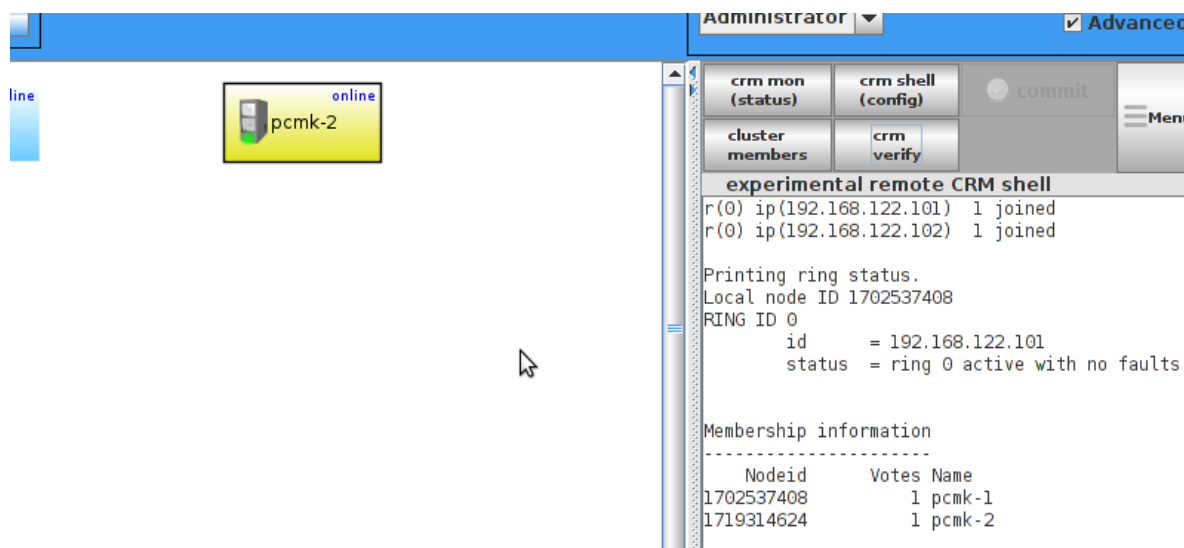 Administrator
Advanced
line
online
pcmk-2
crm mon
(status)
crm shell
(config)
commit
Menu
cluster
members
crm
verify
experimental remote CRM shell
r(0) ip(192.168.122.101)  1 joined
r(0) ip(192.168.122.102)  1 joined
Printing ring status.
Local node ID 1702537408
RING ID 0
id      = 192.168.122.101
status  = ring 0 active with no faults
Membership information
----------------------
Nodeid      Votes Name
1702537408          1 pcmk-1
1719314624          1 pcmk-2